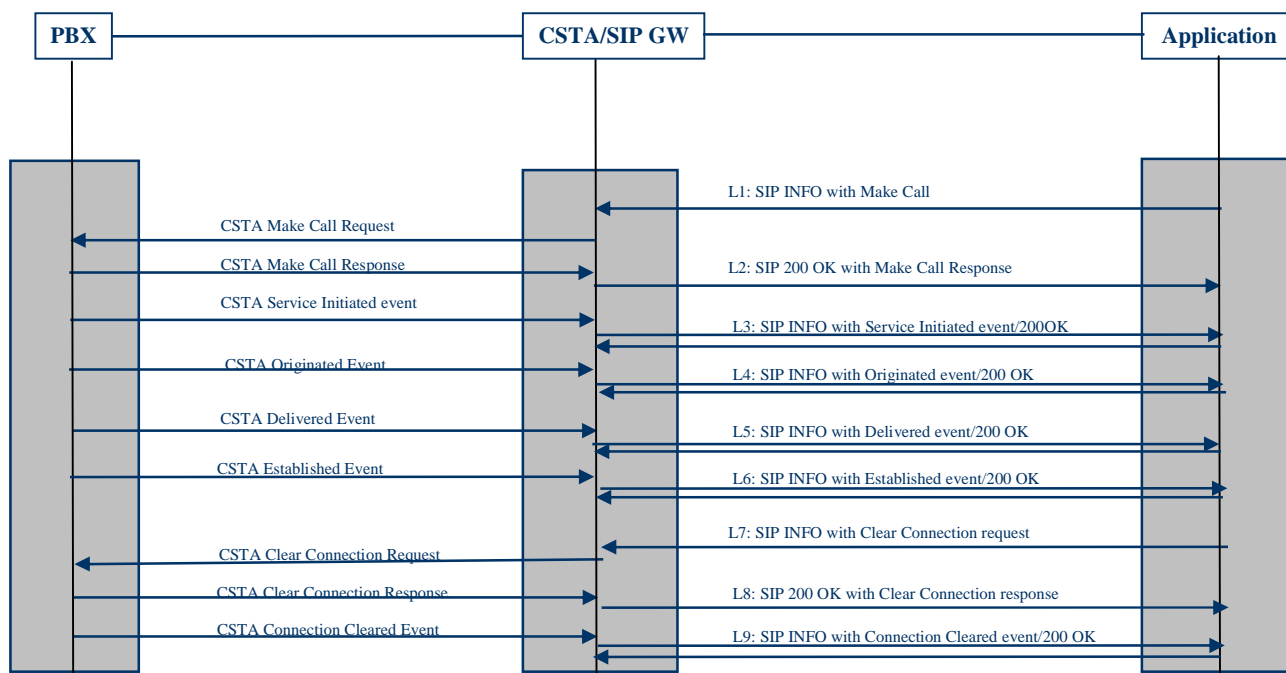 PBX
CSTA/SIP GW
Application
L1: SIP INFO with Make Call
CSTA Make Call Request
CSTA Make Call Response
L2: SIP 200 OK with Make Call Response
CSTA Service Initiated event
L3: SIP INFO with Service Initiated event/200OK
CSTA Originated Event
L4: SIP INFO with Originated event/200 OK
CSTA Delivered Event
L5: SIP INFO with Delivered event/200 OK
CSTA Established Event
L6: SIP INFO with Established event/200 OK
L7: SIP INFO with Clear Connection request
CSTA Clear Connection Request
CSTA Clear Connection Response
L8: SIP 200 OK with Clear Connection response
CSTA Connection Cleared Event
L9: SIP INFO with Connection Cleared event/200 OK